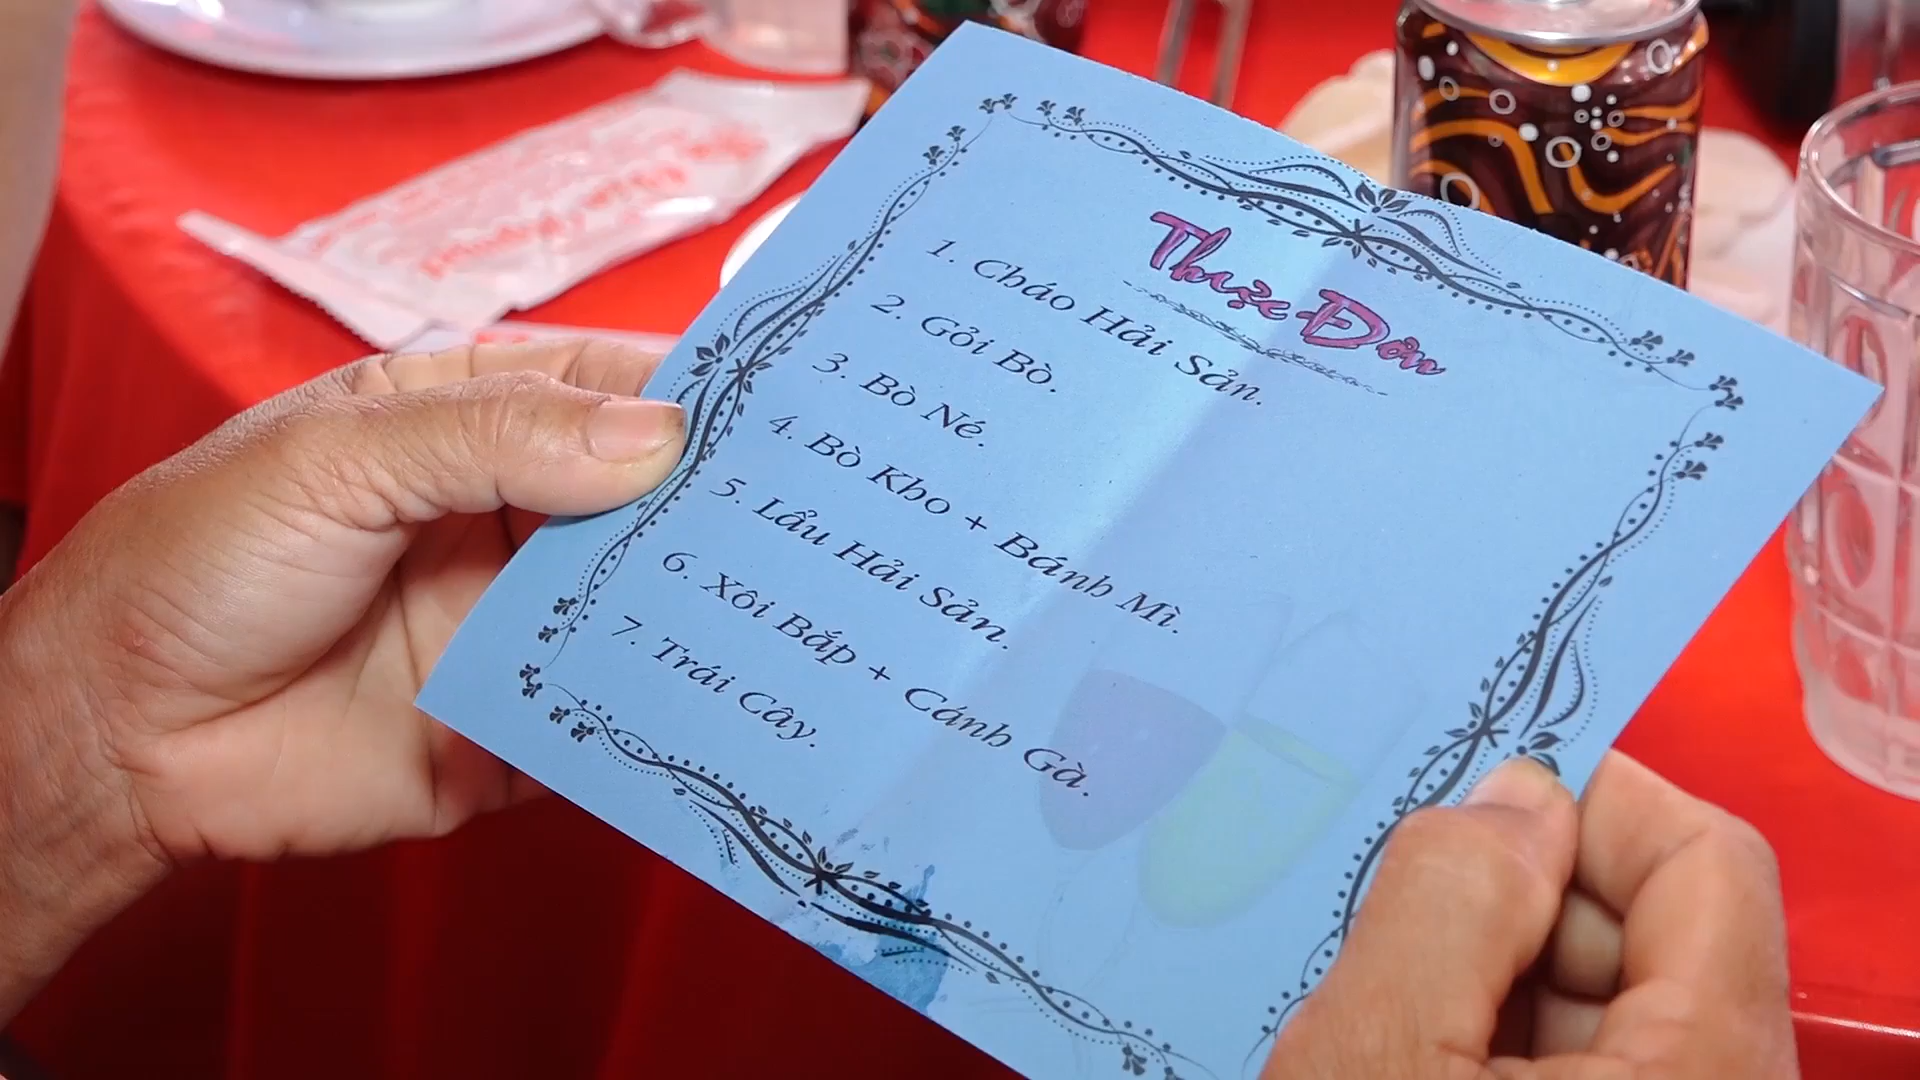 Thực Đơn
1. Cháo Hải Sản.
2. Gỏi Bò.
3. Bò Né.
4. Bò Kho + Bánh Mì.
5. Lẩu Hải Sản.
6. Xôi Bắp + Cánh Gà.
7. Trái Cây.